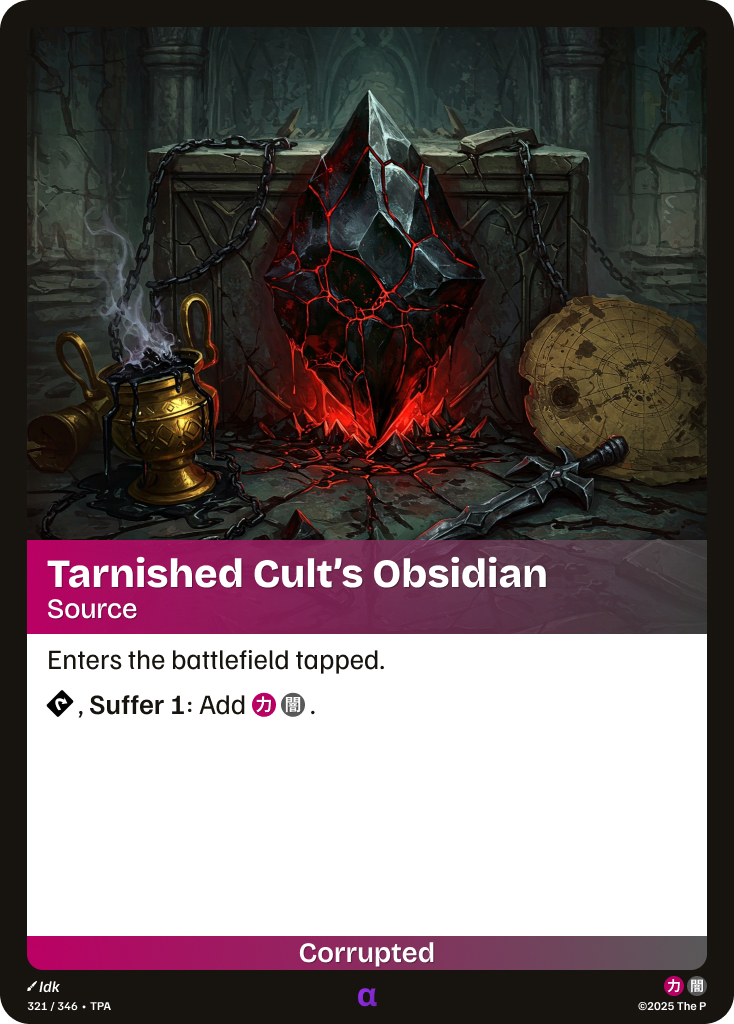 Tarnished Cult's Obsidian
Source
Enters the battlefield tapped.
, Suffer 1: Add 力 闇 .
Corrupted
Idk
321 / 346 • TPA
α
力 闇
©2025 The P